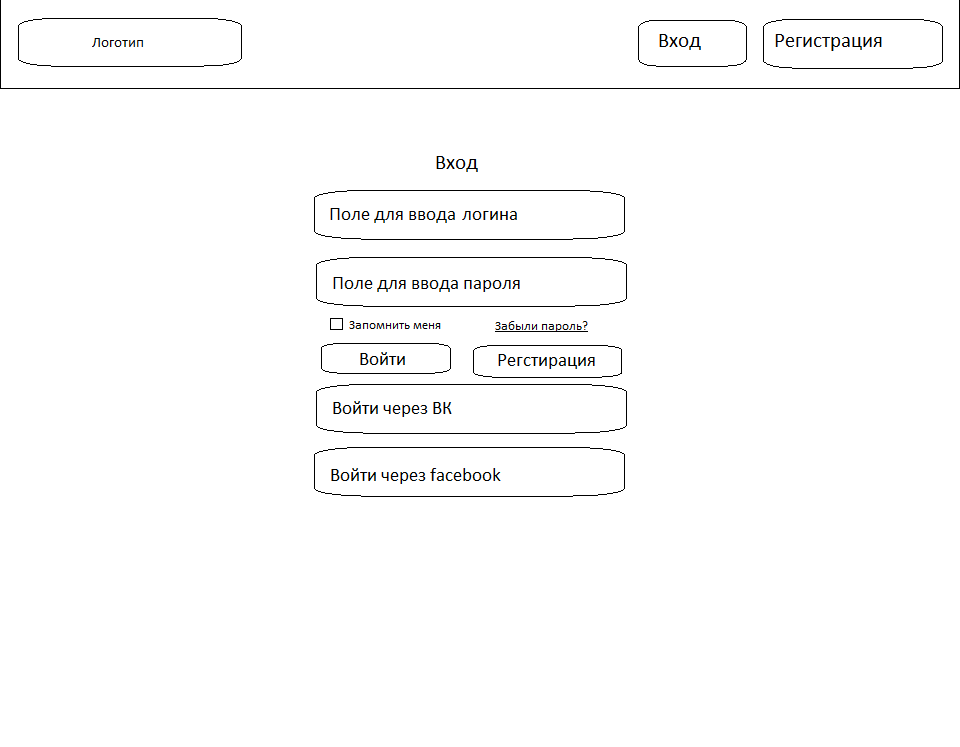 Логотип
Вход
Регистрация
Вход
Поле для ввода логина
Поле для ввода пароля
Запомнить меня
Забыли пароль?
Войти
Регстирация
Войти через ВК
Войти через facebook